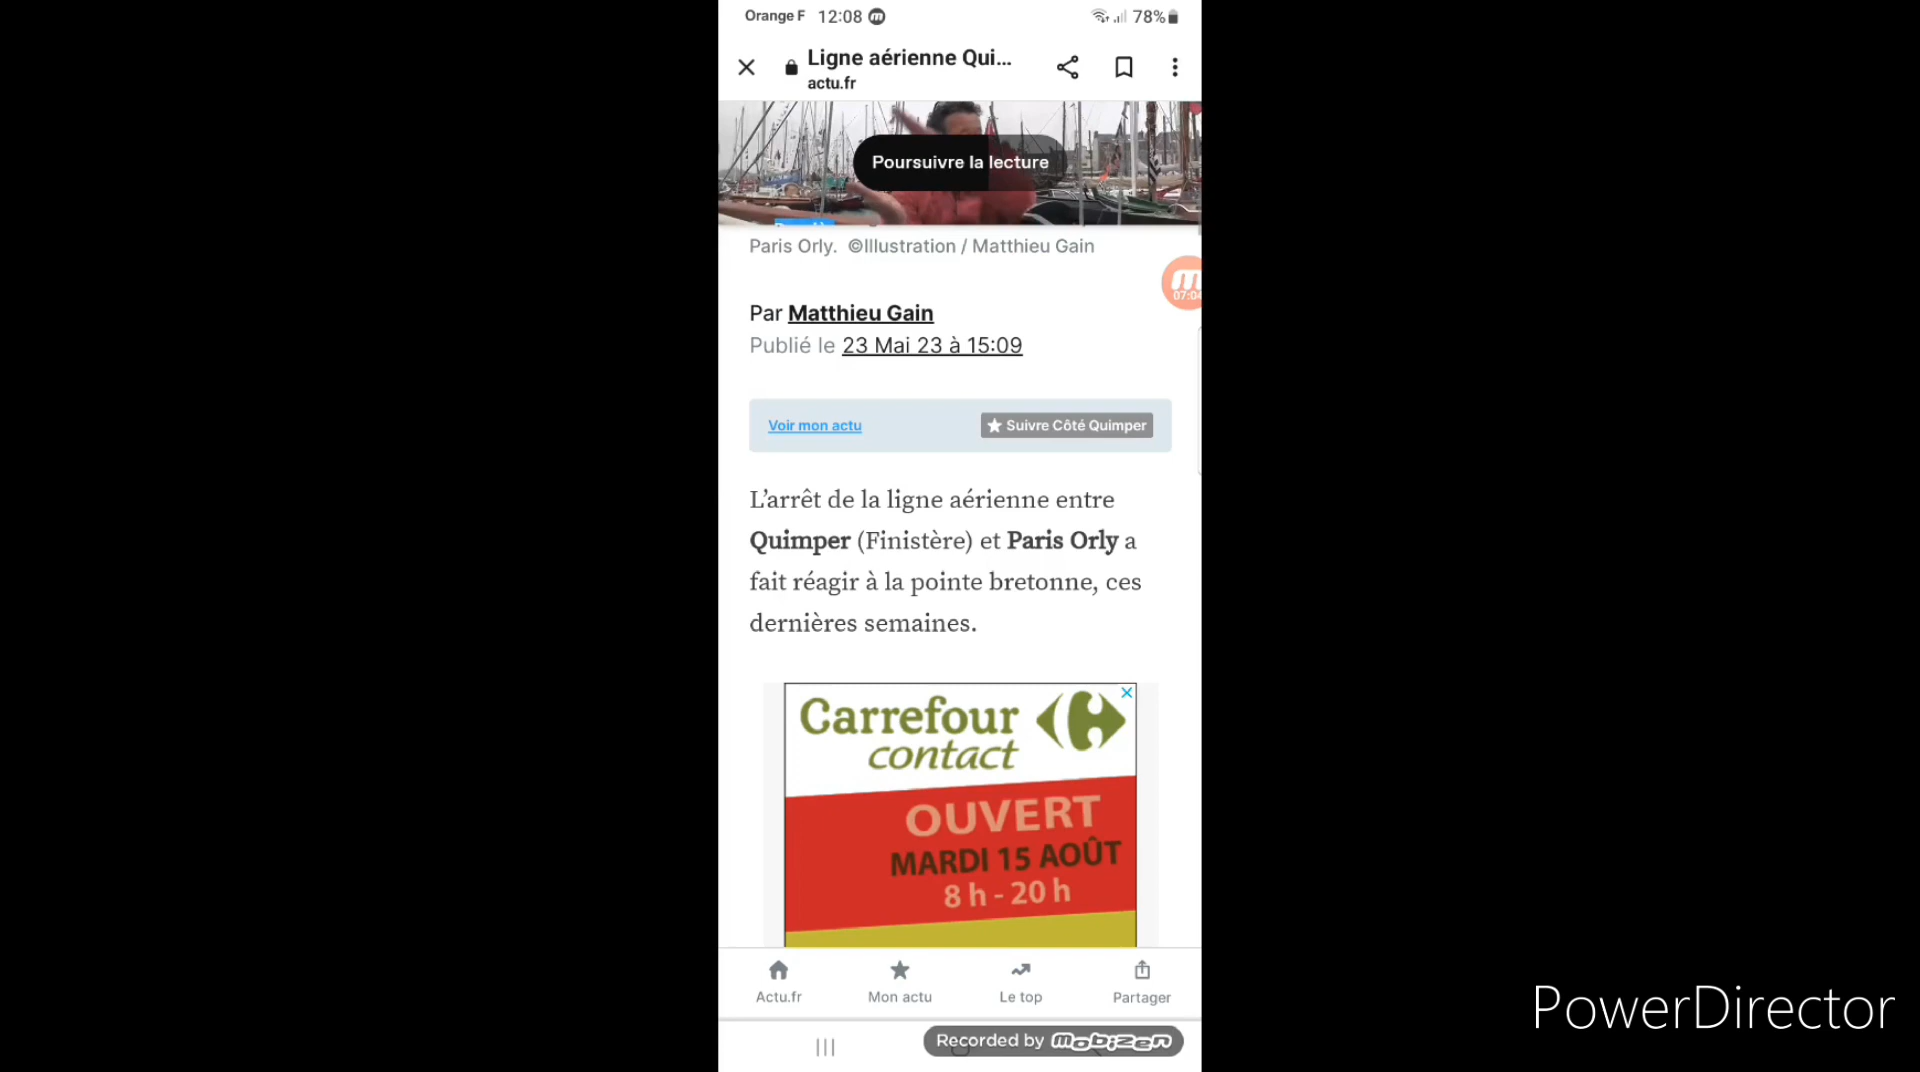 Orange F 12:08 78%
Ligne aérienne Qui...
actu.fr
Poursuivre la lecture
Paris Orly. ©Illustration / Matthieu Gain
07:04
Par Matthieu Gain
Publié le 23 Mai 23 à 15:09
Voir mon actu
Suivre Côté Quimper
L’arrêt de la ligne aérienne entre
Quimper (Finistère) et Paris Orly a
fait réagir à la pointe bretonne, ces
dernières semaines.
Carrefour
contact
OUVERT
MARDI 15 AOÛT
8 h - 20 h
Actu.fr
Mon actu
Le top
Partager
Recorded by mobizen
PowerDirector